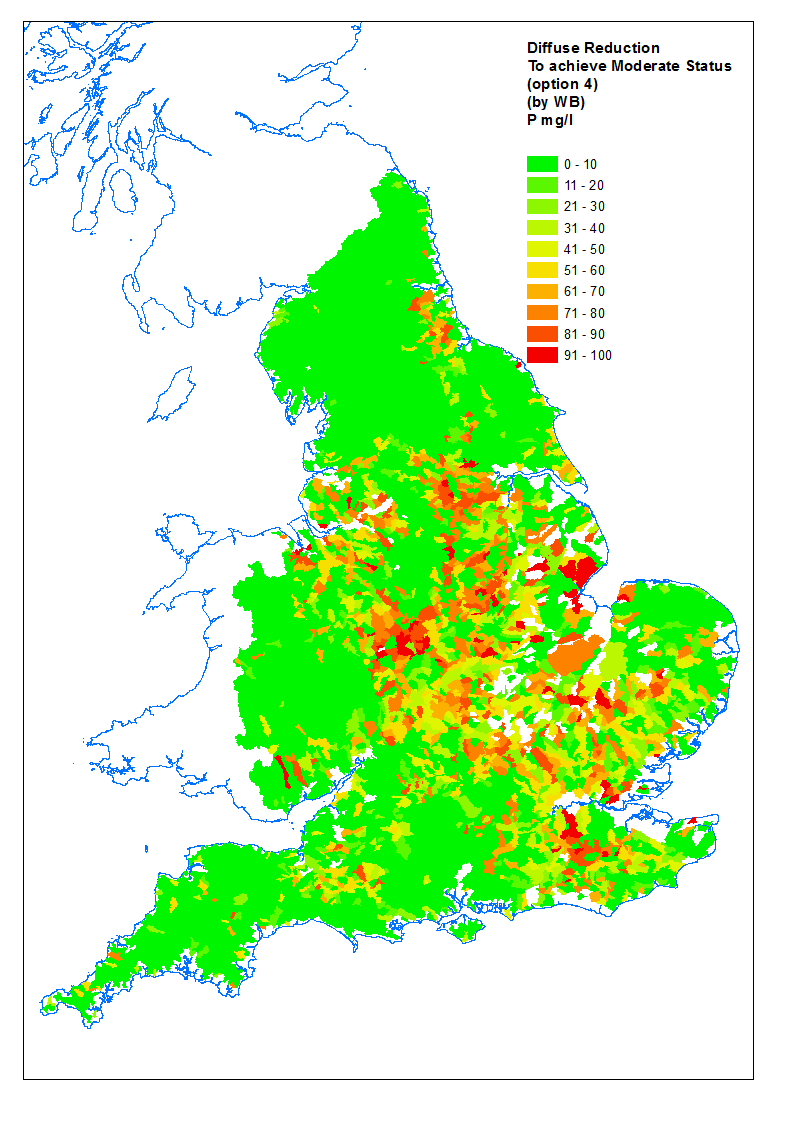 Diffuse Reduction
To achieve Moderate Status
(option 4)
(by WB)
P mg/l
0 - 10
11 - 20
21 - 30
31 - 40
41 - 50
51 - 60
61 - 70
71 - 80
81 - 90
91 - 100